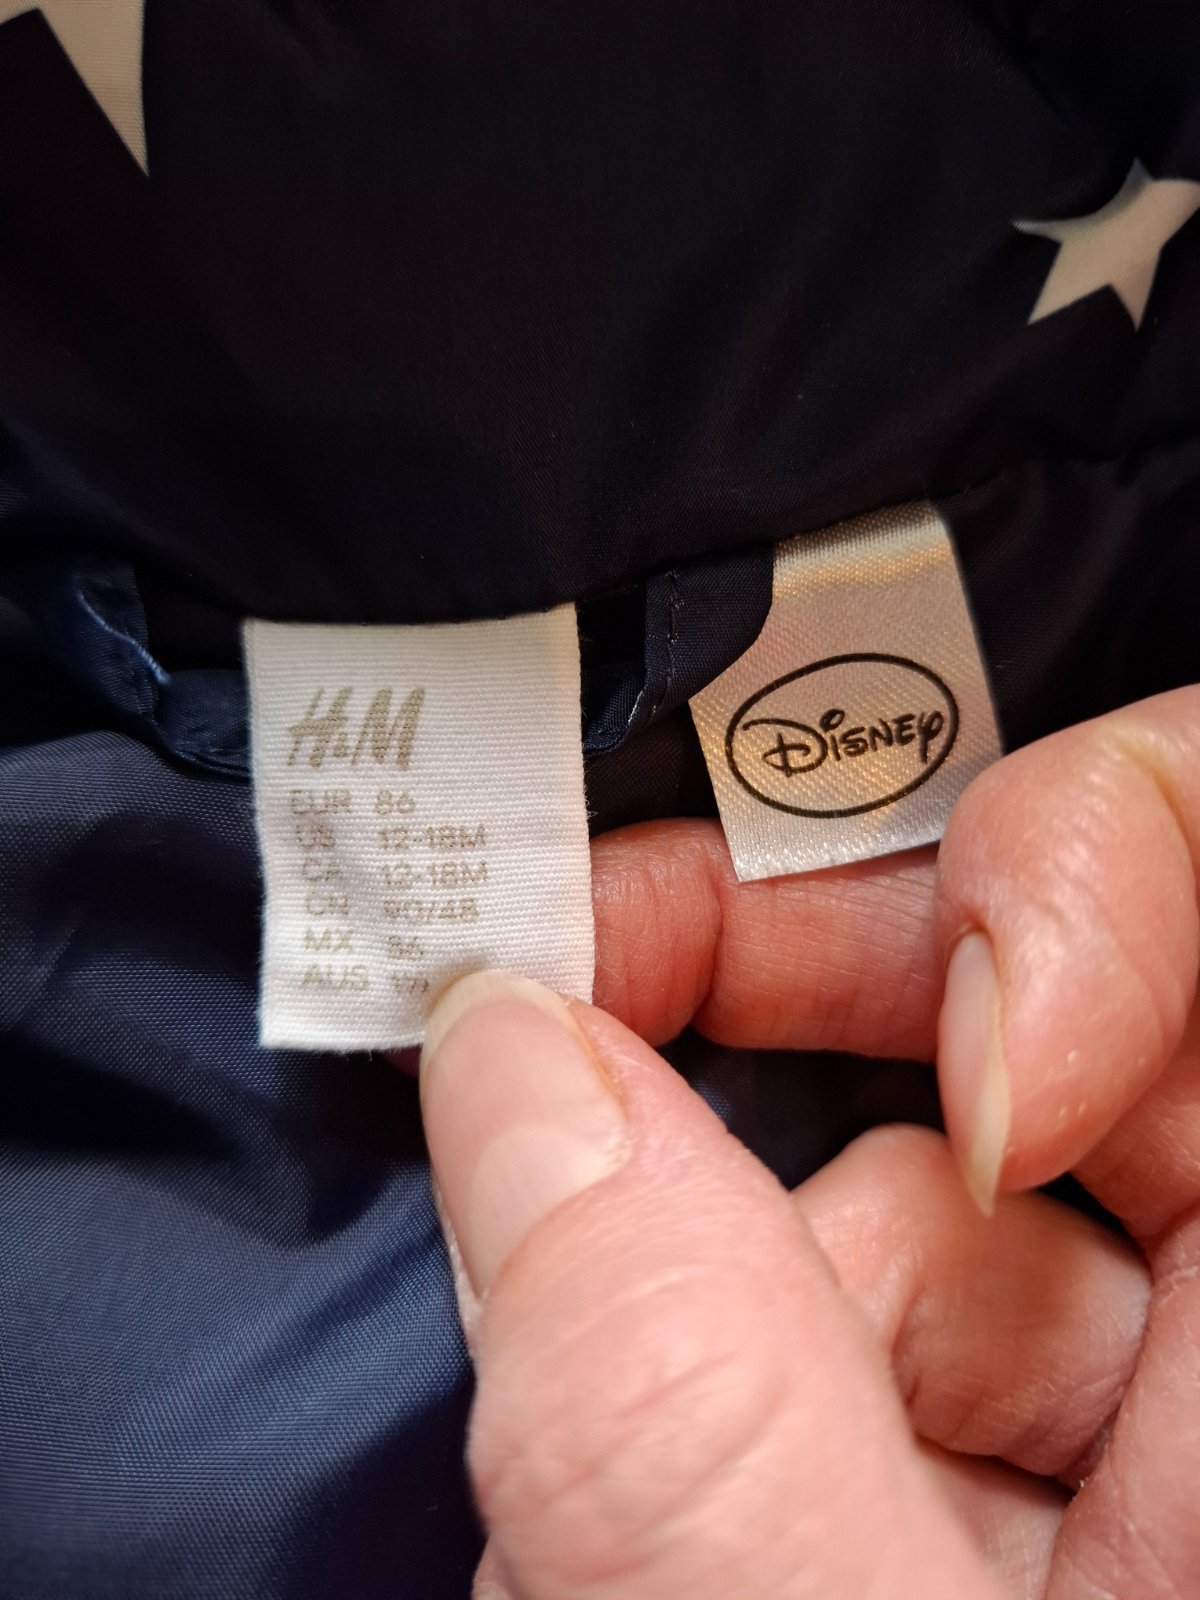 H&M
EUR 86
US 12-18M
CA 12-18M
CN 90/48
MX 86
AUS
Disney